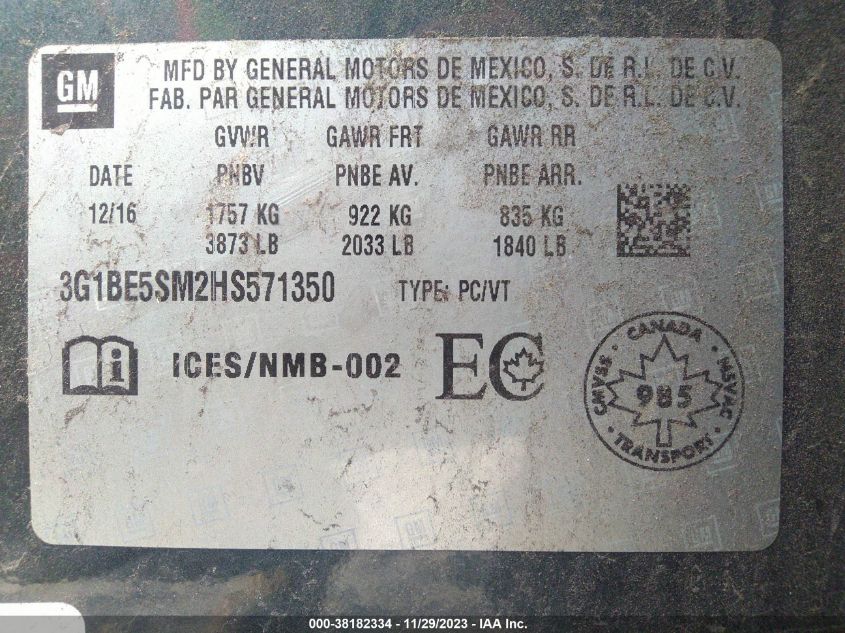 GM
MFD BY GENERAL MOTORS DE MEXICO, S. DE R.L. DE C.V.
FAB. PAR GENERAL MOTORS DE MEXICO, S. DE R.L. DE C.V.
GVWR GAWR FRT GAWR RR
DATE PNBV PNBE AV. PNBE ARR.
12/16 1757 KG 922 KG 835 KG
3873 LB 2033 LB 1840 LB
3G1BE5SM2HS571350 TYPE: PC/VT
i ICES/NMB-002 EC
CANADA
CMVSS 985 NSVAC
TRANSPORT
000-38182334 - 11/29/2023 - IAA Inc.